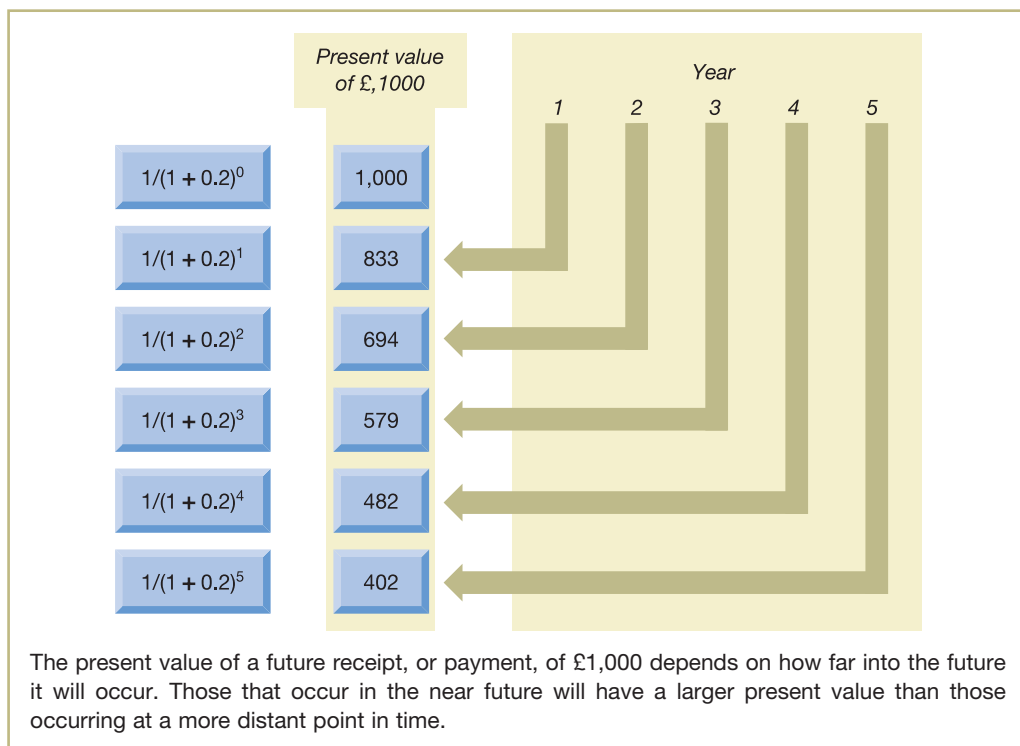 Present value
of £,1000
Year
1 2 3 4 5
1/(1 + 0.2)⁰ 1,000
1/(1 + 0.2)¹ 833
1/(1 + 0.2)² 694
1/(1 + 0.2)³ 579
1/(1 + 0.2)⁴ 482
1/(1 + 0.2)⁵ 402
The present value of a future receipt, or payment, of £1,000 depends on how far into the future
it will occur. Those that occur in the near future will have a larger present value than those
occurring at a more distant point in time.